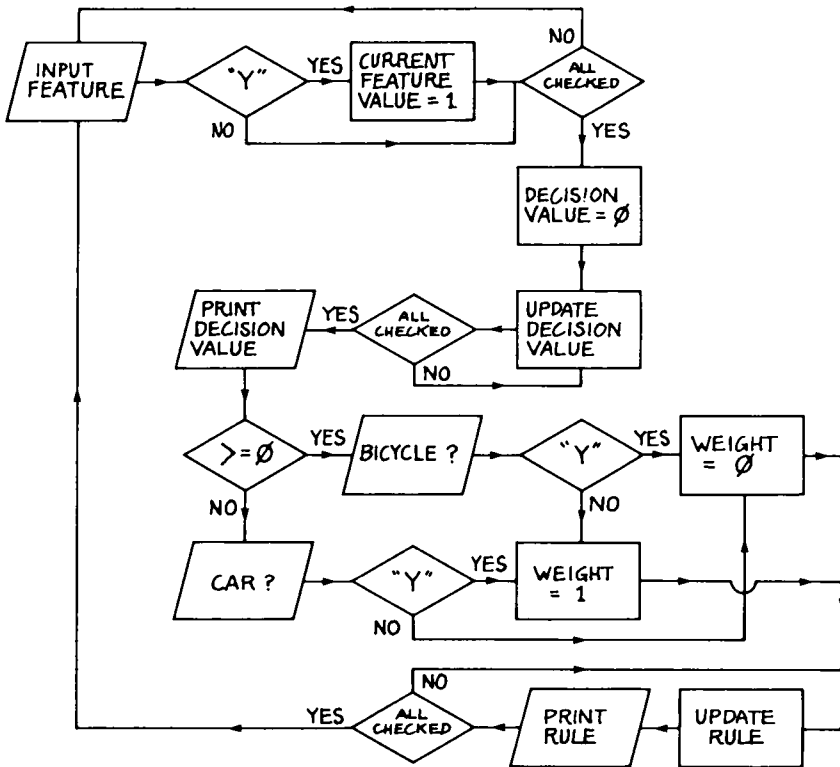 NO
INPUT
FEATURE
"Y"
YES
CURRENT
FEATURE
VALUE = 1
ALL
CHECKED
NO
YES
DECISION
VALUE = Ø
PRINT
DECISION
VALUE
YES
ALL
CHECKED
UPDATE
DECISION
VALUE
NO
> = Ø
YES
BICYCLE ?
"Y"
YES
WEIGHT
= Ø
NO
NO
CAR ?
"Y"
YES
WEIGHT
= 1
NO
NO
YES
ALL
CHECKED
PRINT
RULE
UPDATE
RULE